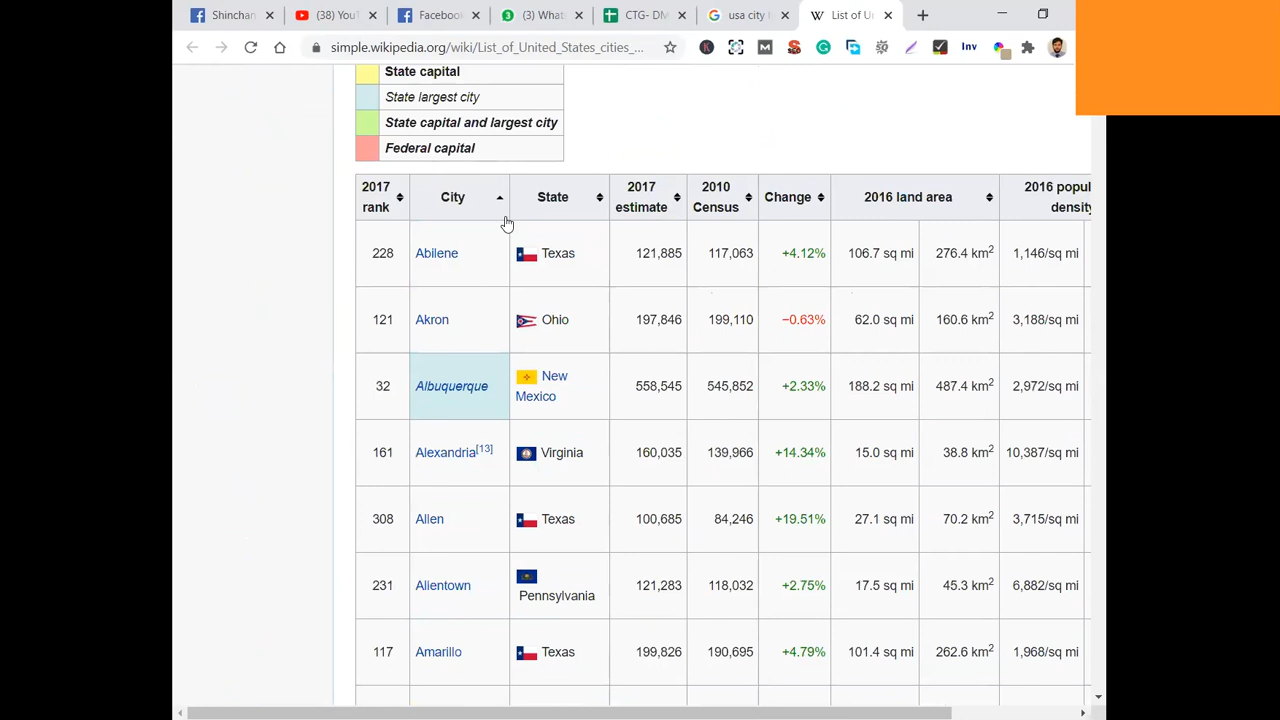 Shinchan
(38) YouT
Facebook
3
What
CTG- DM
usa city l
List of U
simple.wikipedia.org/wiki/List_of_United_States_cities_...
Inv
State capital
State largest city
State capital and largest city
Federal capital
2017 rank City State 2017 estimate 2010 Census Change 2016 land area 2016 popul density
228 Abilene Texas 121,885 117,063 +4.12% 106.7 sq mi 276.4 km2 1,146/sq mi
121 Akron Ohio 197,846 199,110 −0.63% 62.0 sq mi 160.6 km2 3,188/sq mi
32 Albuquerque New Mexico 558,545 545,852 +2.33% 188.2 sq mi 487.4 km2 2,972/sq mi
161 Alexandria[13] Virginia 160,035 139,966 +14.34% 15.0 sq mi 38.8 km2 10,387/sq mi
308 Allen Texas 100,685 84,246 +19.51% 27.1 sq mi 70.2 km2 3,715/sq mi
231 Allentown Pennsylvania 121,283 118,032 +2.75% 17.5 sq mi 45.3 km2 6,882/sq mi
117 Amarillo Texas 199,826 190,695 +4.79% 101.4 sq mi 262.6 km2 1,968/sq mi